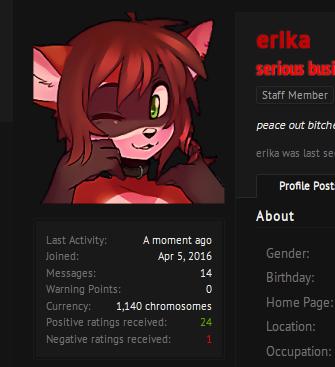 erika
serious busi
Staff Member
peace out bitche
erika was last se
Profile Post
About
Last Activity: A moment ago
Joined: Apr 5, 2016
Messages: 14
Warning Points: 0
Currency: 1,140 chromosomes
Positive ratings received: 24
Negative ratings received: 1
Gender:
Birthday:
Home Page:
Location:
Occupation: